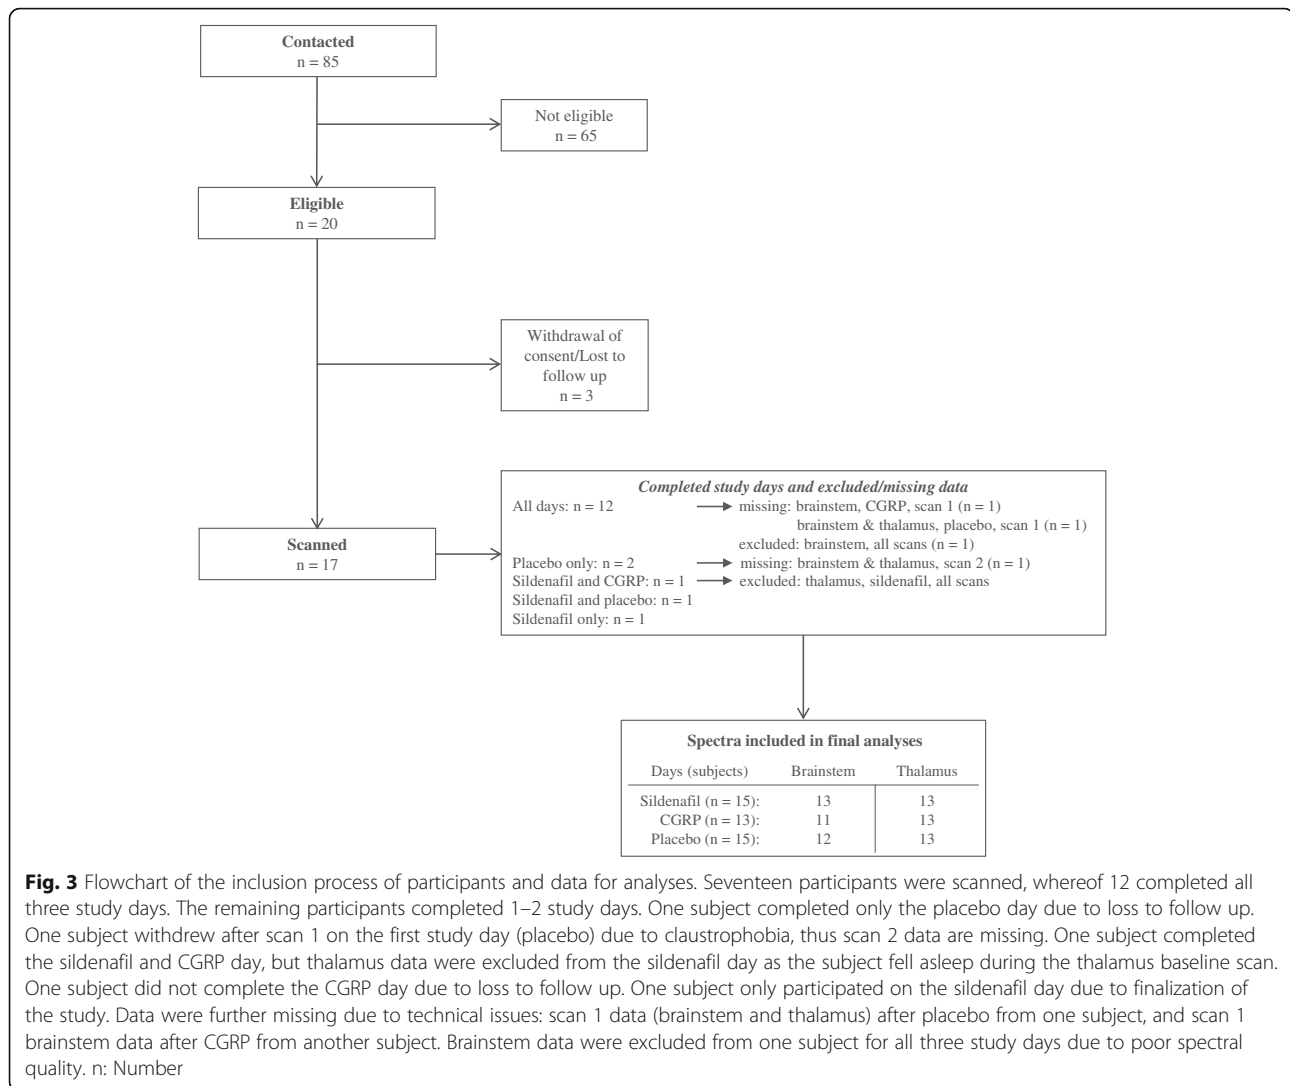 Contacted
n = 85
Not eligible
n = 65
Eligible
n = 20
Withdrawal of
consent/Lost to
follow up
n = 3
Scanned
n = 17
Completed study days and excluded/missing data
All days: n = 12 missing: brainstem, CGRP, scan 1 (n = 1)
brainstem & thalamus, placebo, scan 1 (n = 1)
excluded: brainstem, all scans (n = 1)
Placebo only: n = 2 missing: brainstem & thalamus, scan 2 (n = 1)
Sildenafil and CGRP: n = 1 excluded: thalamus, sildenafil, all scans
Sildenafil and placebo: n = 1
Sildenafil only: n = 1
Spectra included in final analyses
Days (subjects) Brainstem Thalamus
Sildenafil (n = 15): 13 13
CGRP (n = 13): 11 13
Placebo (n = 15): 12 13
Fig. 3 Flowchart of the inclusion process of participants and data for analyses. Seventeen participants were scanned, whereof 12 completed all
three study days. The remaining participants completed 1–2 study days. One subject completed only the placebo day due to loss to follow up.
One subject withdrew after scan 1 on the first study day (placebo) due to claustrophobia, thus scan 2 data are missing. One subject completed
the sildenafil and CGRP day, but thalamus data were excluded from the sildenafil day as the subject fell asleep during the thalamus baseline scan.
One subject did not complete the CGRP day due to loss to follow up. One subject only participated on the sildenafil day due to finalization of
the study. Data were further missing due to technical issues: scan 1 data (brainstem and thalamus) after placebo from one subject, and scan 1
brainstem data after CGRP from another subject. Brainstem data were excluded from one subject for all three study days due to poor spectral
quality. n: Number